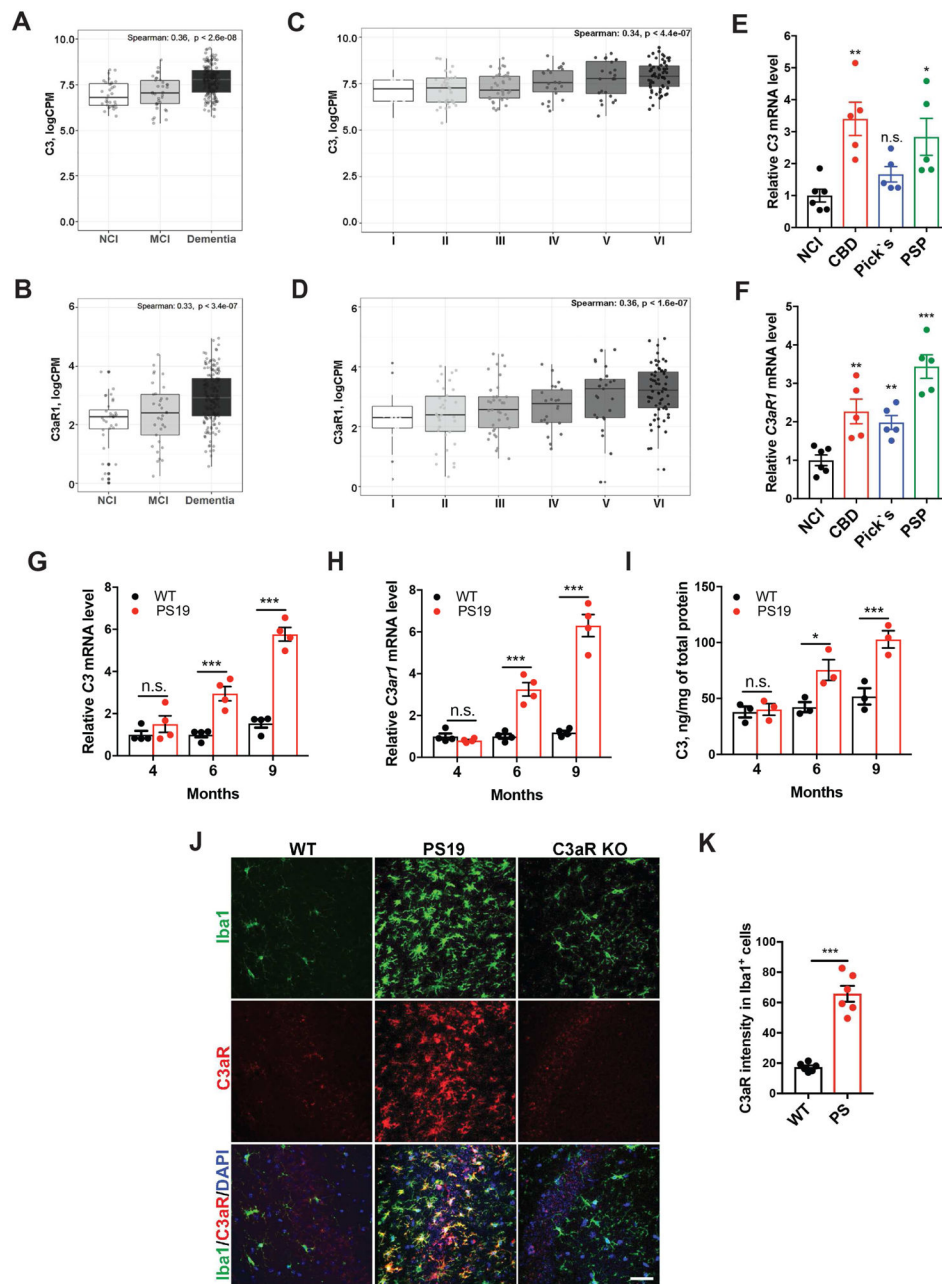 A
Spearman: 0.36, p < 2.6e-08
C3, logCPM
10.0
7.5
5.0
2.5
0.0
NCI MCI Dementia
B
Spearman: 0.33, p < 3.4e-07
C3aR1, logCPM
6
4
2
0
NCI MCI Dementia
C
Spearman: 0.34, p < 4.4e-07
C3, logCPM
10.0
7.5
5.0
2.5
0.0
I II III IV V VI
D
Spearman: 0.36, p < 1.6e-07
C3aR1, logCPM
6
4
2
0
I II III IV V VI
E
Relative C3 mRNA level
6
5
4
3
2
1
0
**
n.s.
*
NCI CBD Pick`s PSP
F
Relative C3aR1 mRNA level
5
4
3
2
1
0
**
**
***
NCI CBD Pick`s PSP
G
Relative C3 mRNA level
WT
PS19
8
6
4
2
0
n.s.
***
***
4 6 9
Months
H
Relative C3ar1 mRNA level
WT
PS19
8
6
4
2
0
n.s.
***
***
4 6 9
Months
I
C3, ng/mg of total protein
WT
PS19
150
100
50
0
n.s.
*
***
4 6 9
Months
J
WT PS19 C3aR KO
Iba1
C3aR
Iba1/C3aR/DAPI
K
C3aR intensity in Iba1⁺ cells
100
80
60
40
20
0
***
WT PS